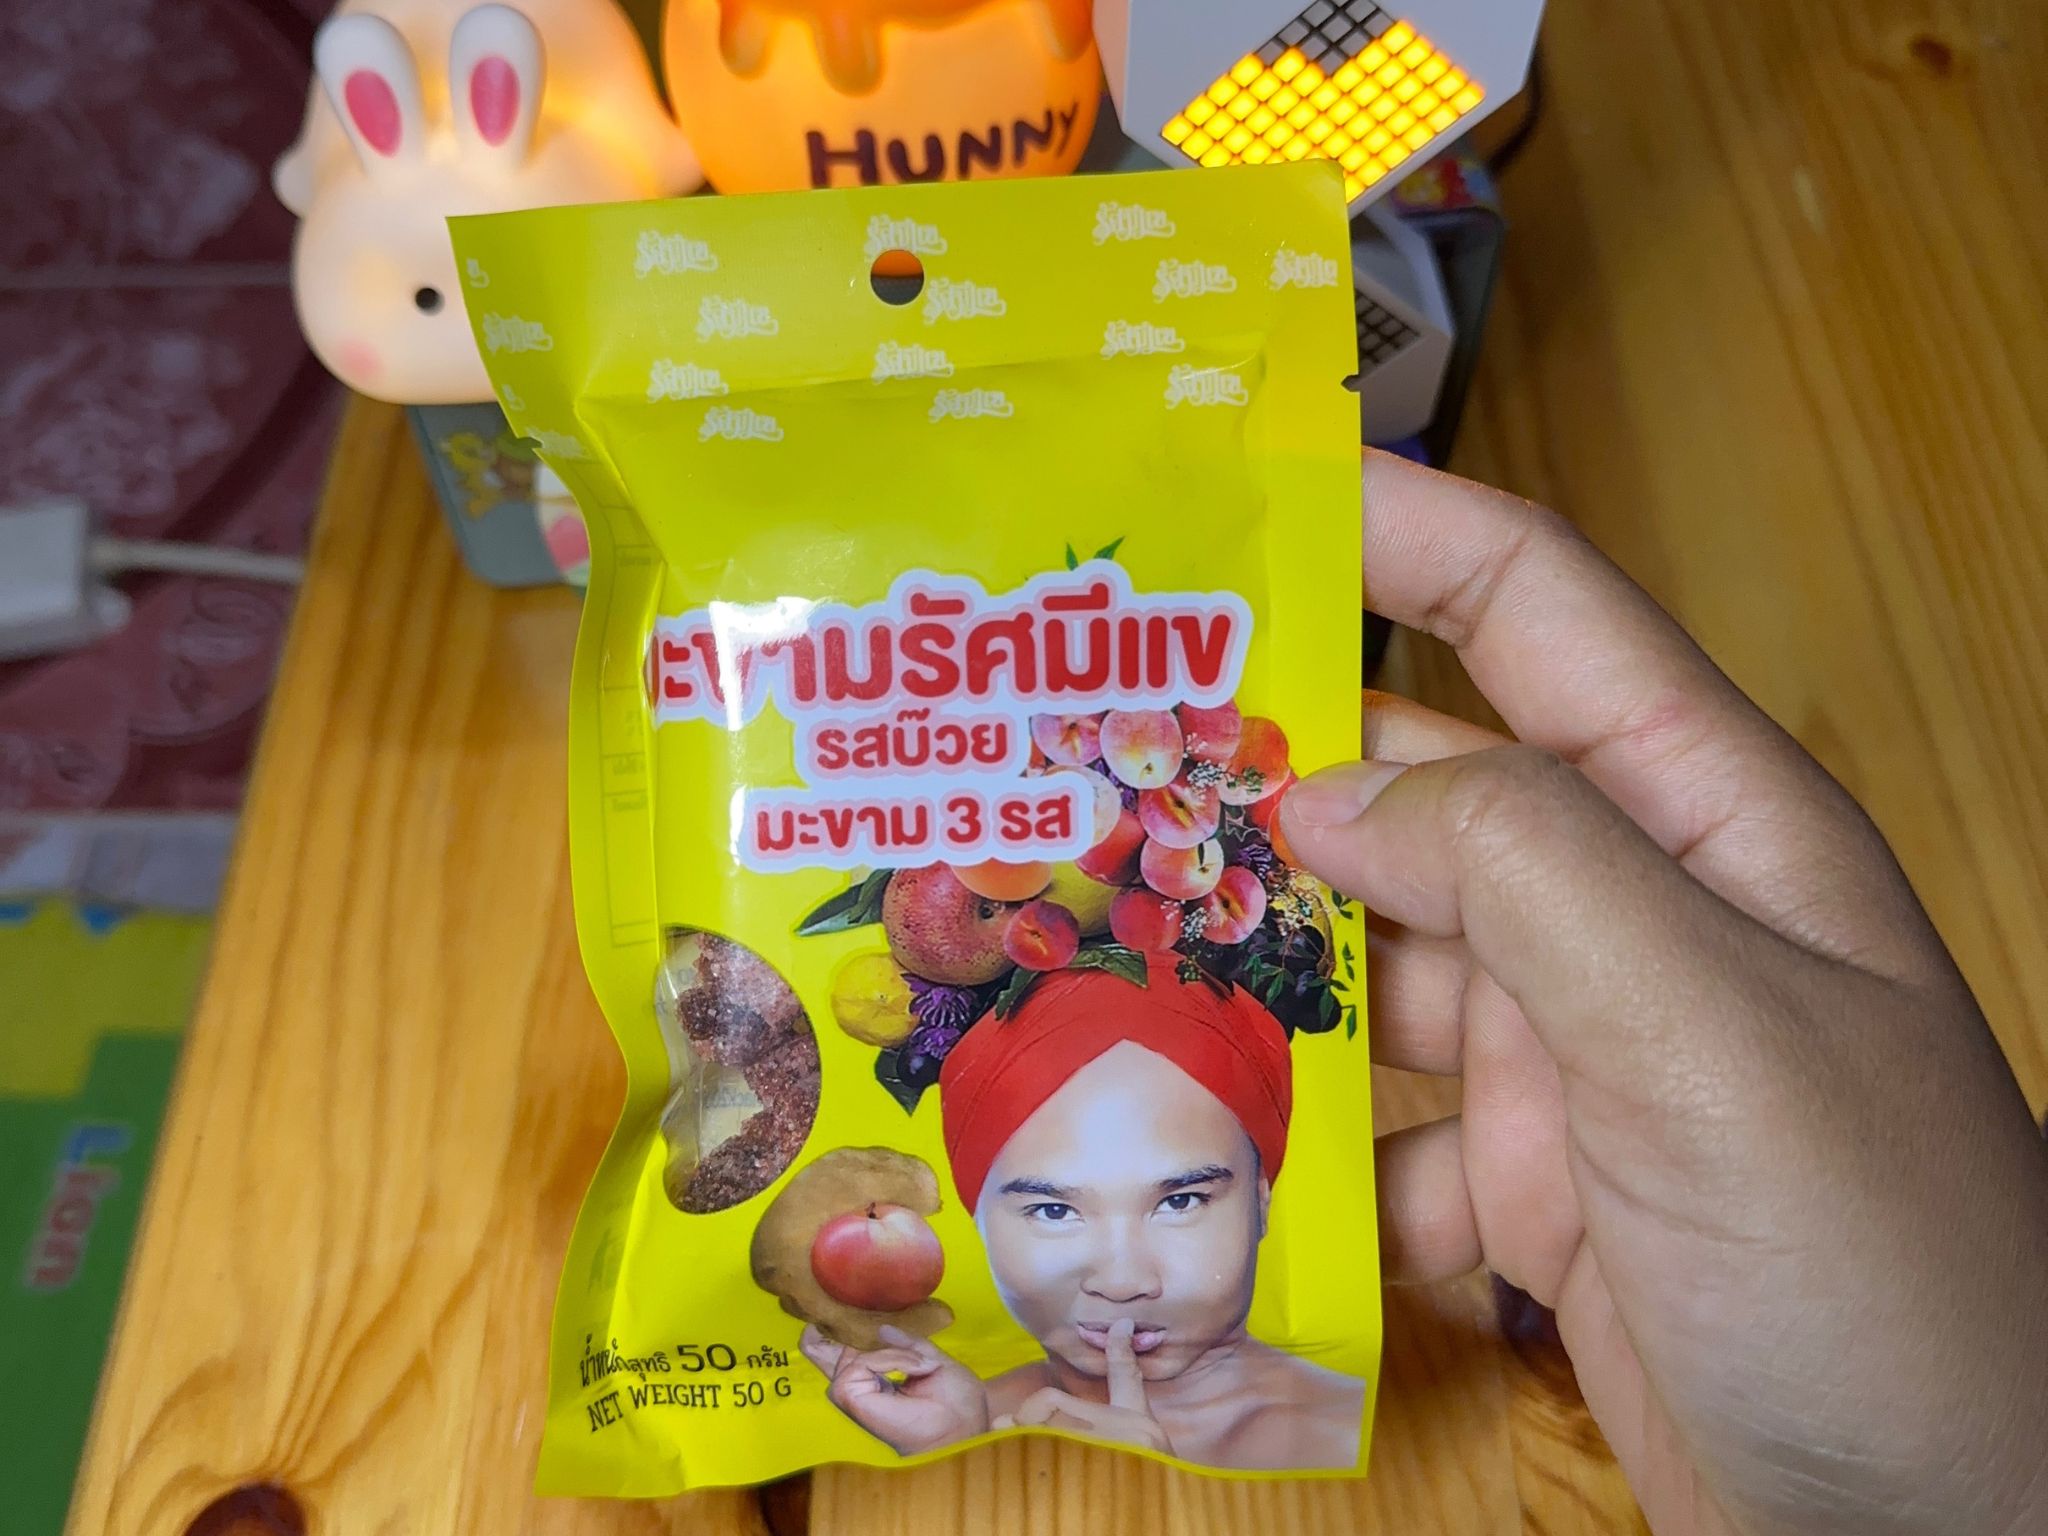 HUNNY
มะขามรัศมีแข
รสบ๊วย
มะขาม 3 รส
น้ำหนักสุทธิ 50 กรัม
NET WEIGHT 50 G
Lion